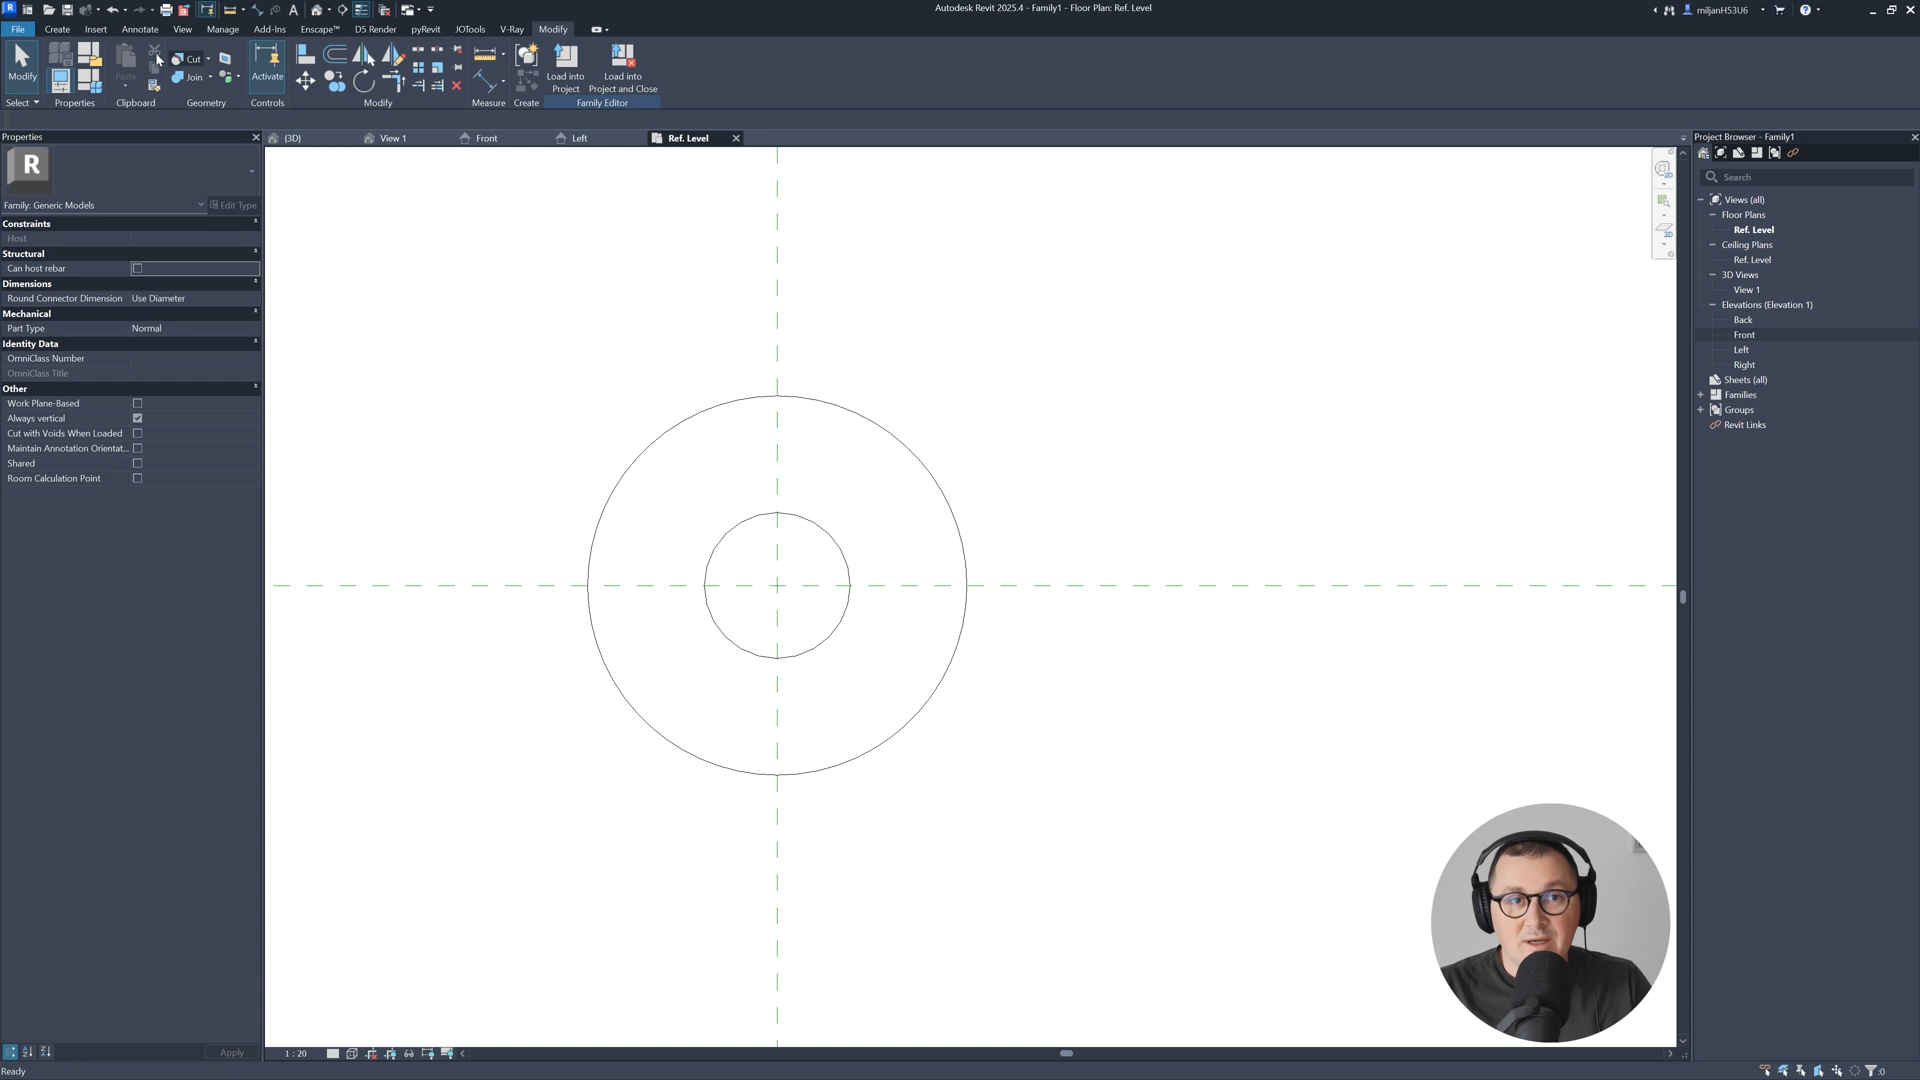 Autodesk Revit 2025.4 - Family1 - Floor Plan: Ref. Level
miljanH53U6
File
Create
Insert
Annotate
View
Manage
Add-Ins
Enscape™
D5 Render
pyRevit
JOTools
V-Ray
Modify
Modify
Paste
Cut
Join
Activate
Load into
Project
Load into
Project and Close
Select
Properties
Clipboard
Geometry
Controls
Modify
Measure
Create
Family Editor
Properties
{3D}
View 1
Front
Left
Ref. Level
Project Browser - Family1
R
Search
Family: Generic Models
Edit Type
Constraints
Host
Structural
Can host rebar
Dimensions
Round Connector Dimension
Use Diameter
Mechanical
Part Type
Normal
Identity Data
OmniClass Number
OmniClass Title
Other
Work Plane-Based
Always vertical
Cut with Voids When Loaded
Maintain Annotation Orientat...
Shared
Room Calculation Point
Views (all)
Floor Plans
Ref. Level
Ceiling Plans
Ref. Level
3D Views
View 1
Elevations (Elevation 1)
Back
Front
Left
Right
Sheets (all)
Families
Groups
Revit Links
Apply
1 : 20
Ready
:0